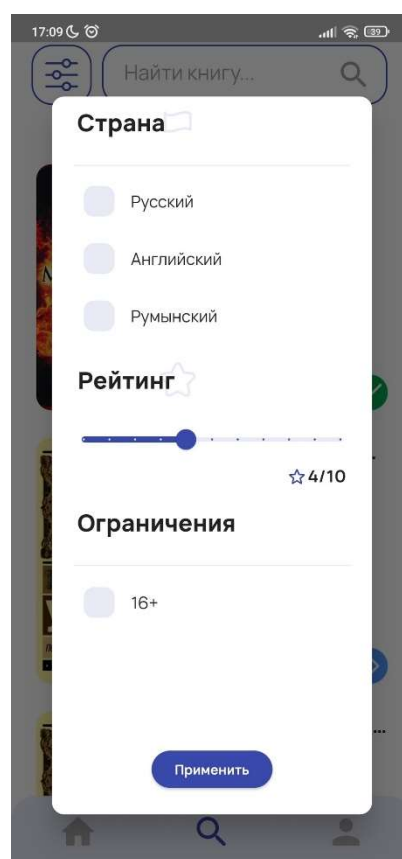 17:09
39
Найти книгу...
Страна
Русский
Английский
Румынский
Рейтинг
4/10
Ограничения
16+
Применить